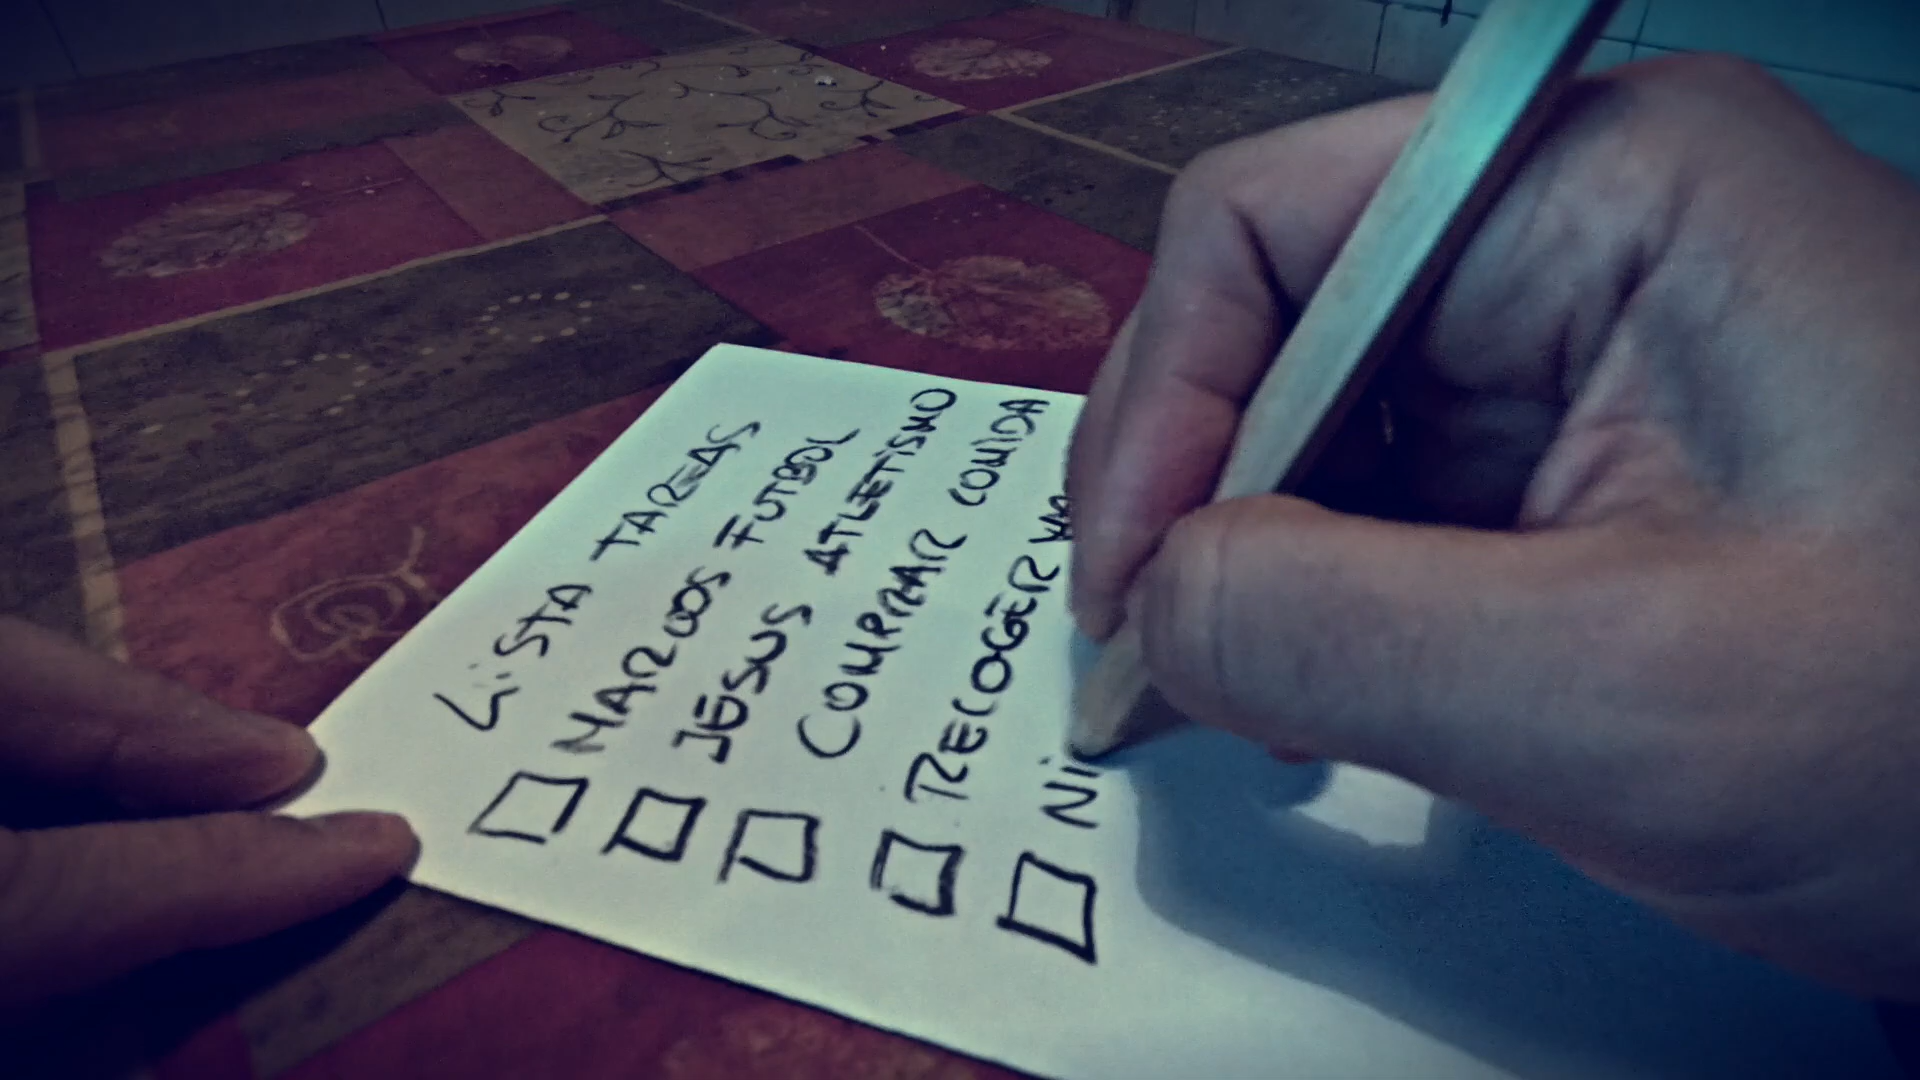 LISTA TAREAS
MARCOS FUTBOL
JESUS ATLETISMO
COMPRAR COMIDA
RECOGER